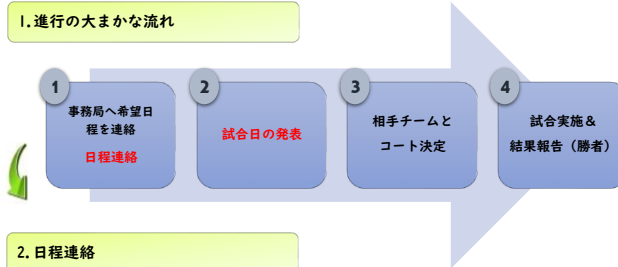 1.進行の大まかな流れ
1
事務局へ希望日
程を連絡
日程連絡
2
試合日の発表
3
相手チームと
コート決定
4
試合実施&
結果報告（勝者）
2.日程連絡